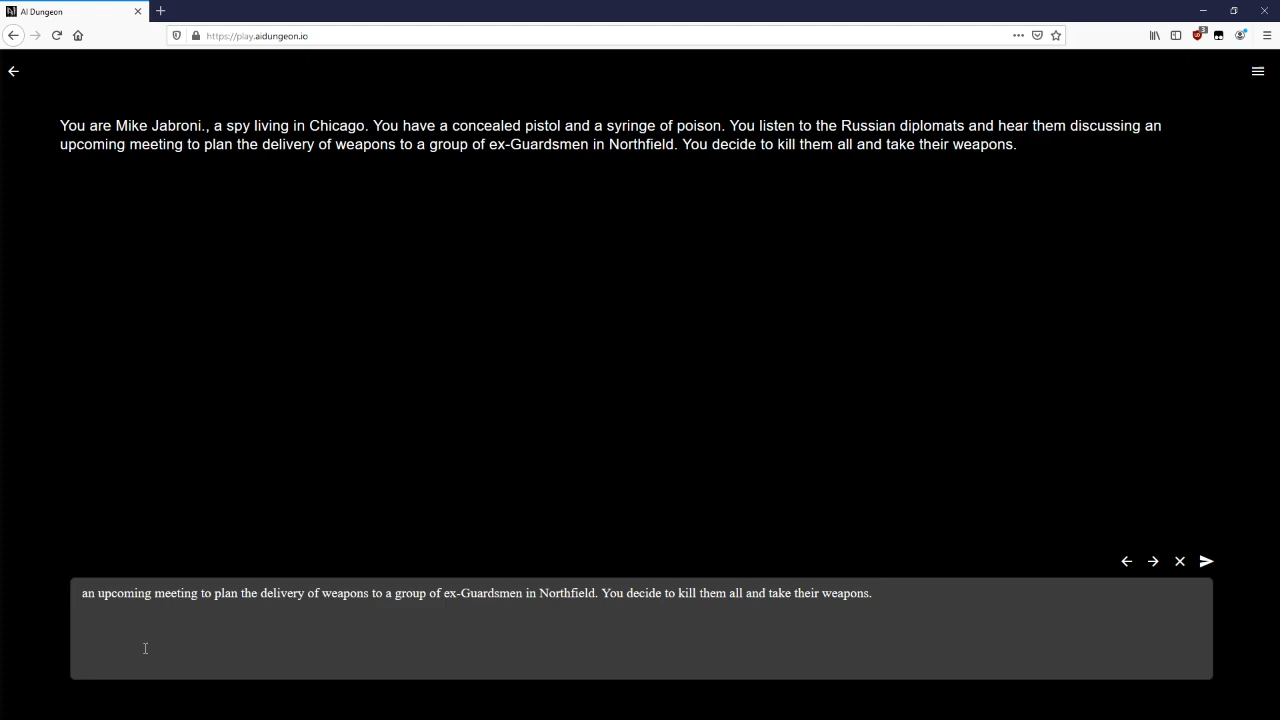 AI Dungeon
https://play.aidungeon.io
You are Mike Jabroni., a spy living in Chicago. You have a concealed pistol and a syringe of poison. You listen to the Russian diplomats and hear them discussing an
upcoming meeting to plan the delivery of weapons to a group of ex-Guardsmen in Northfield. You decide to kill them all and take their weapons.
an upcoming meeting to plan the delivery of weapons to a group of ex-Guardsmen in Northfield. You decide to kill them all and take their weapons.